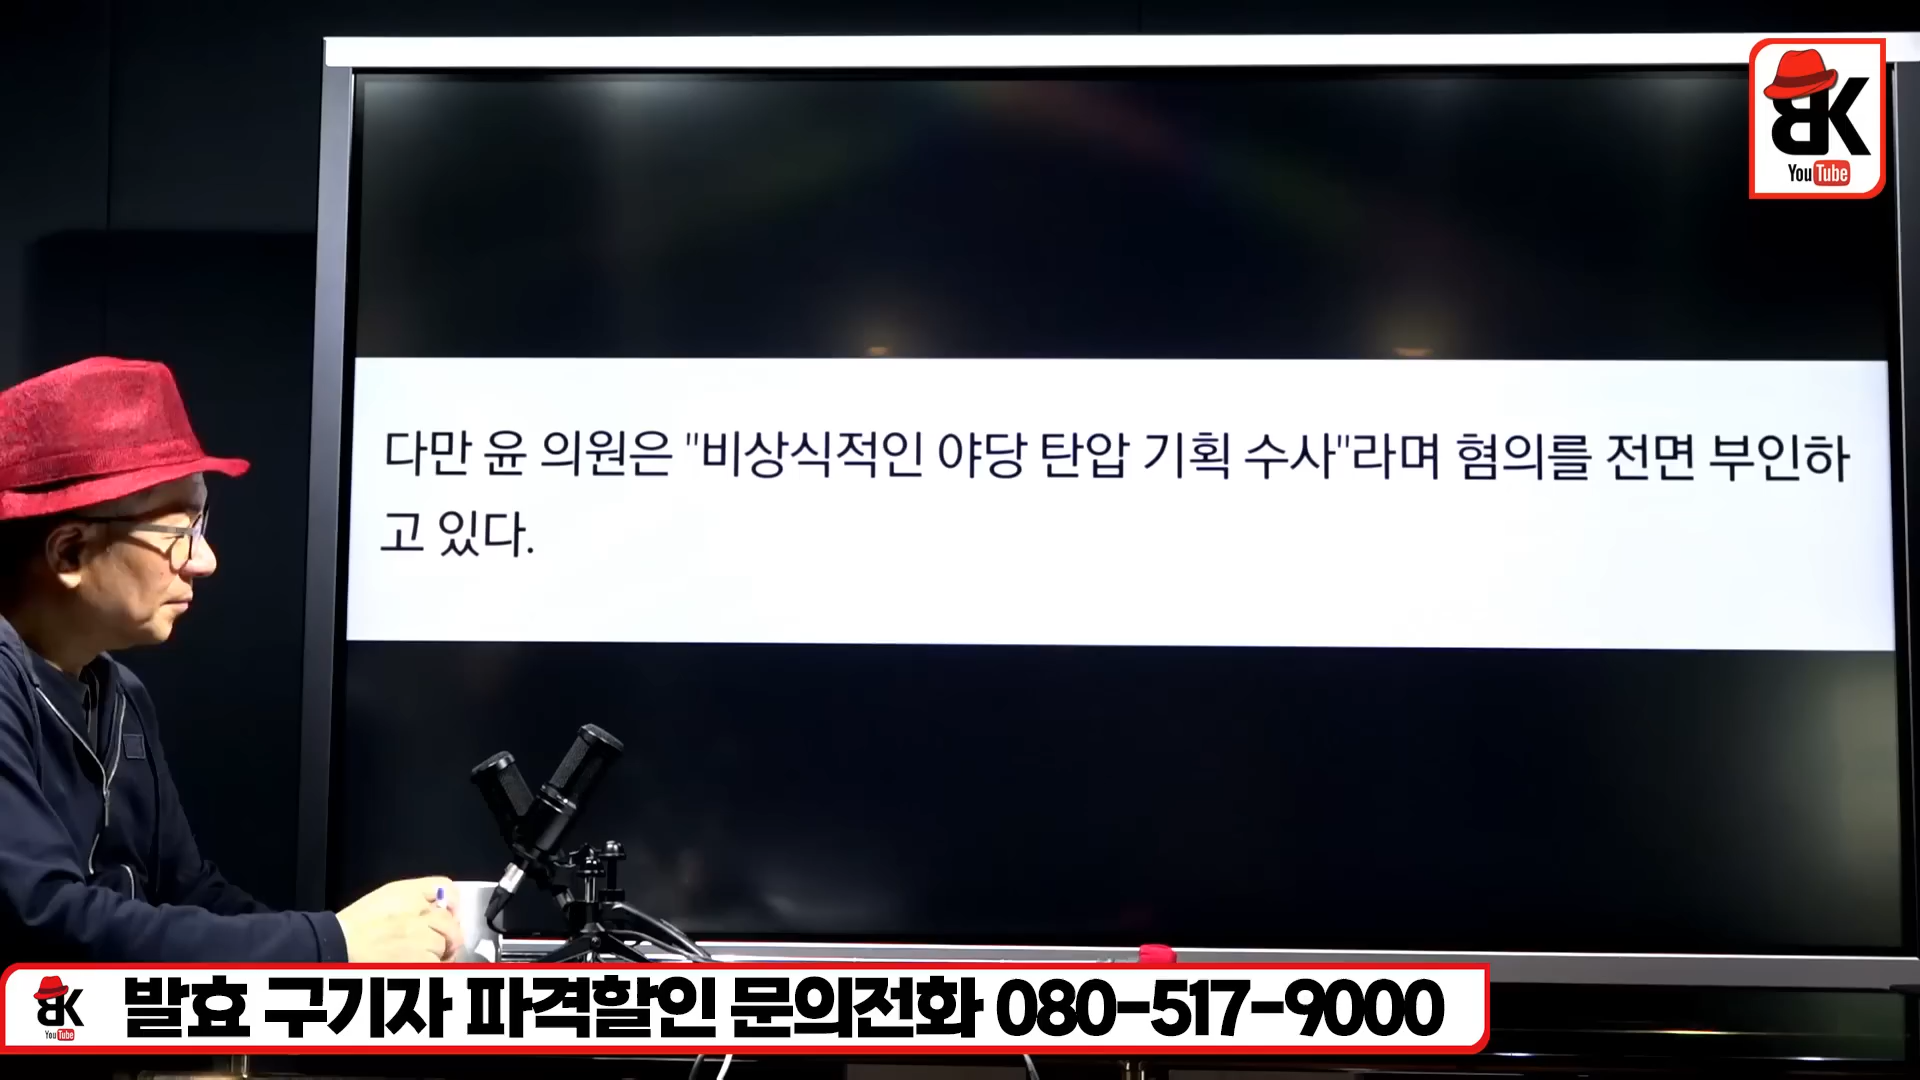 BK
YouTube
다만 윤 의원은 "비상식적인 야당 탄압 기획 수사"라며 혐의를 전면 부인하
고 있다.
BK
YouTube
발효 구기자 파격할인 문의전화 080-517-9000